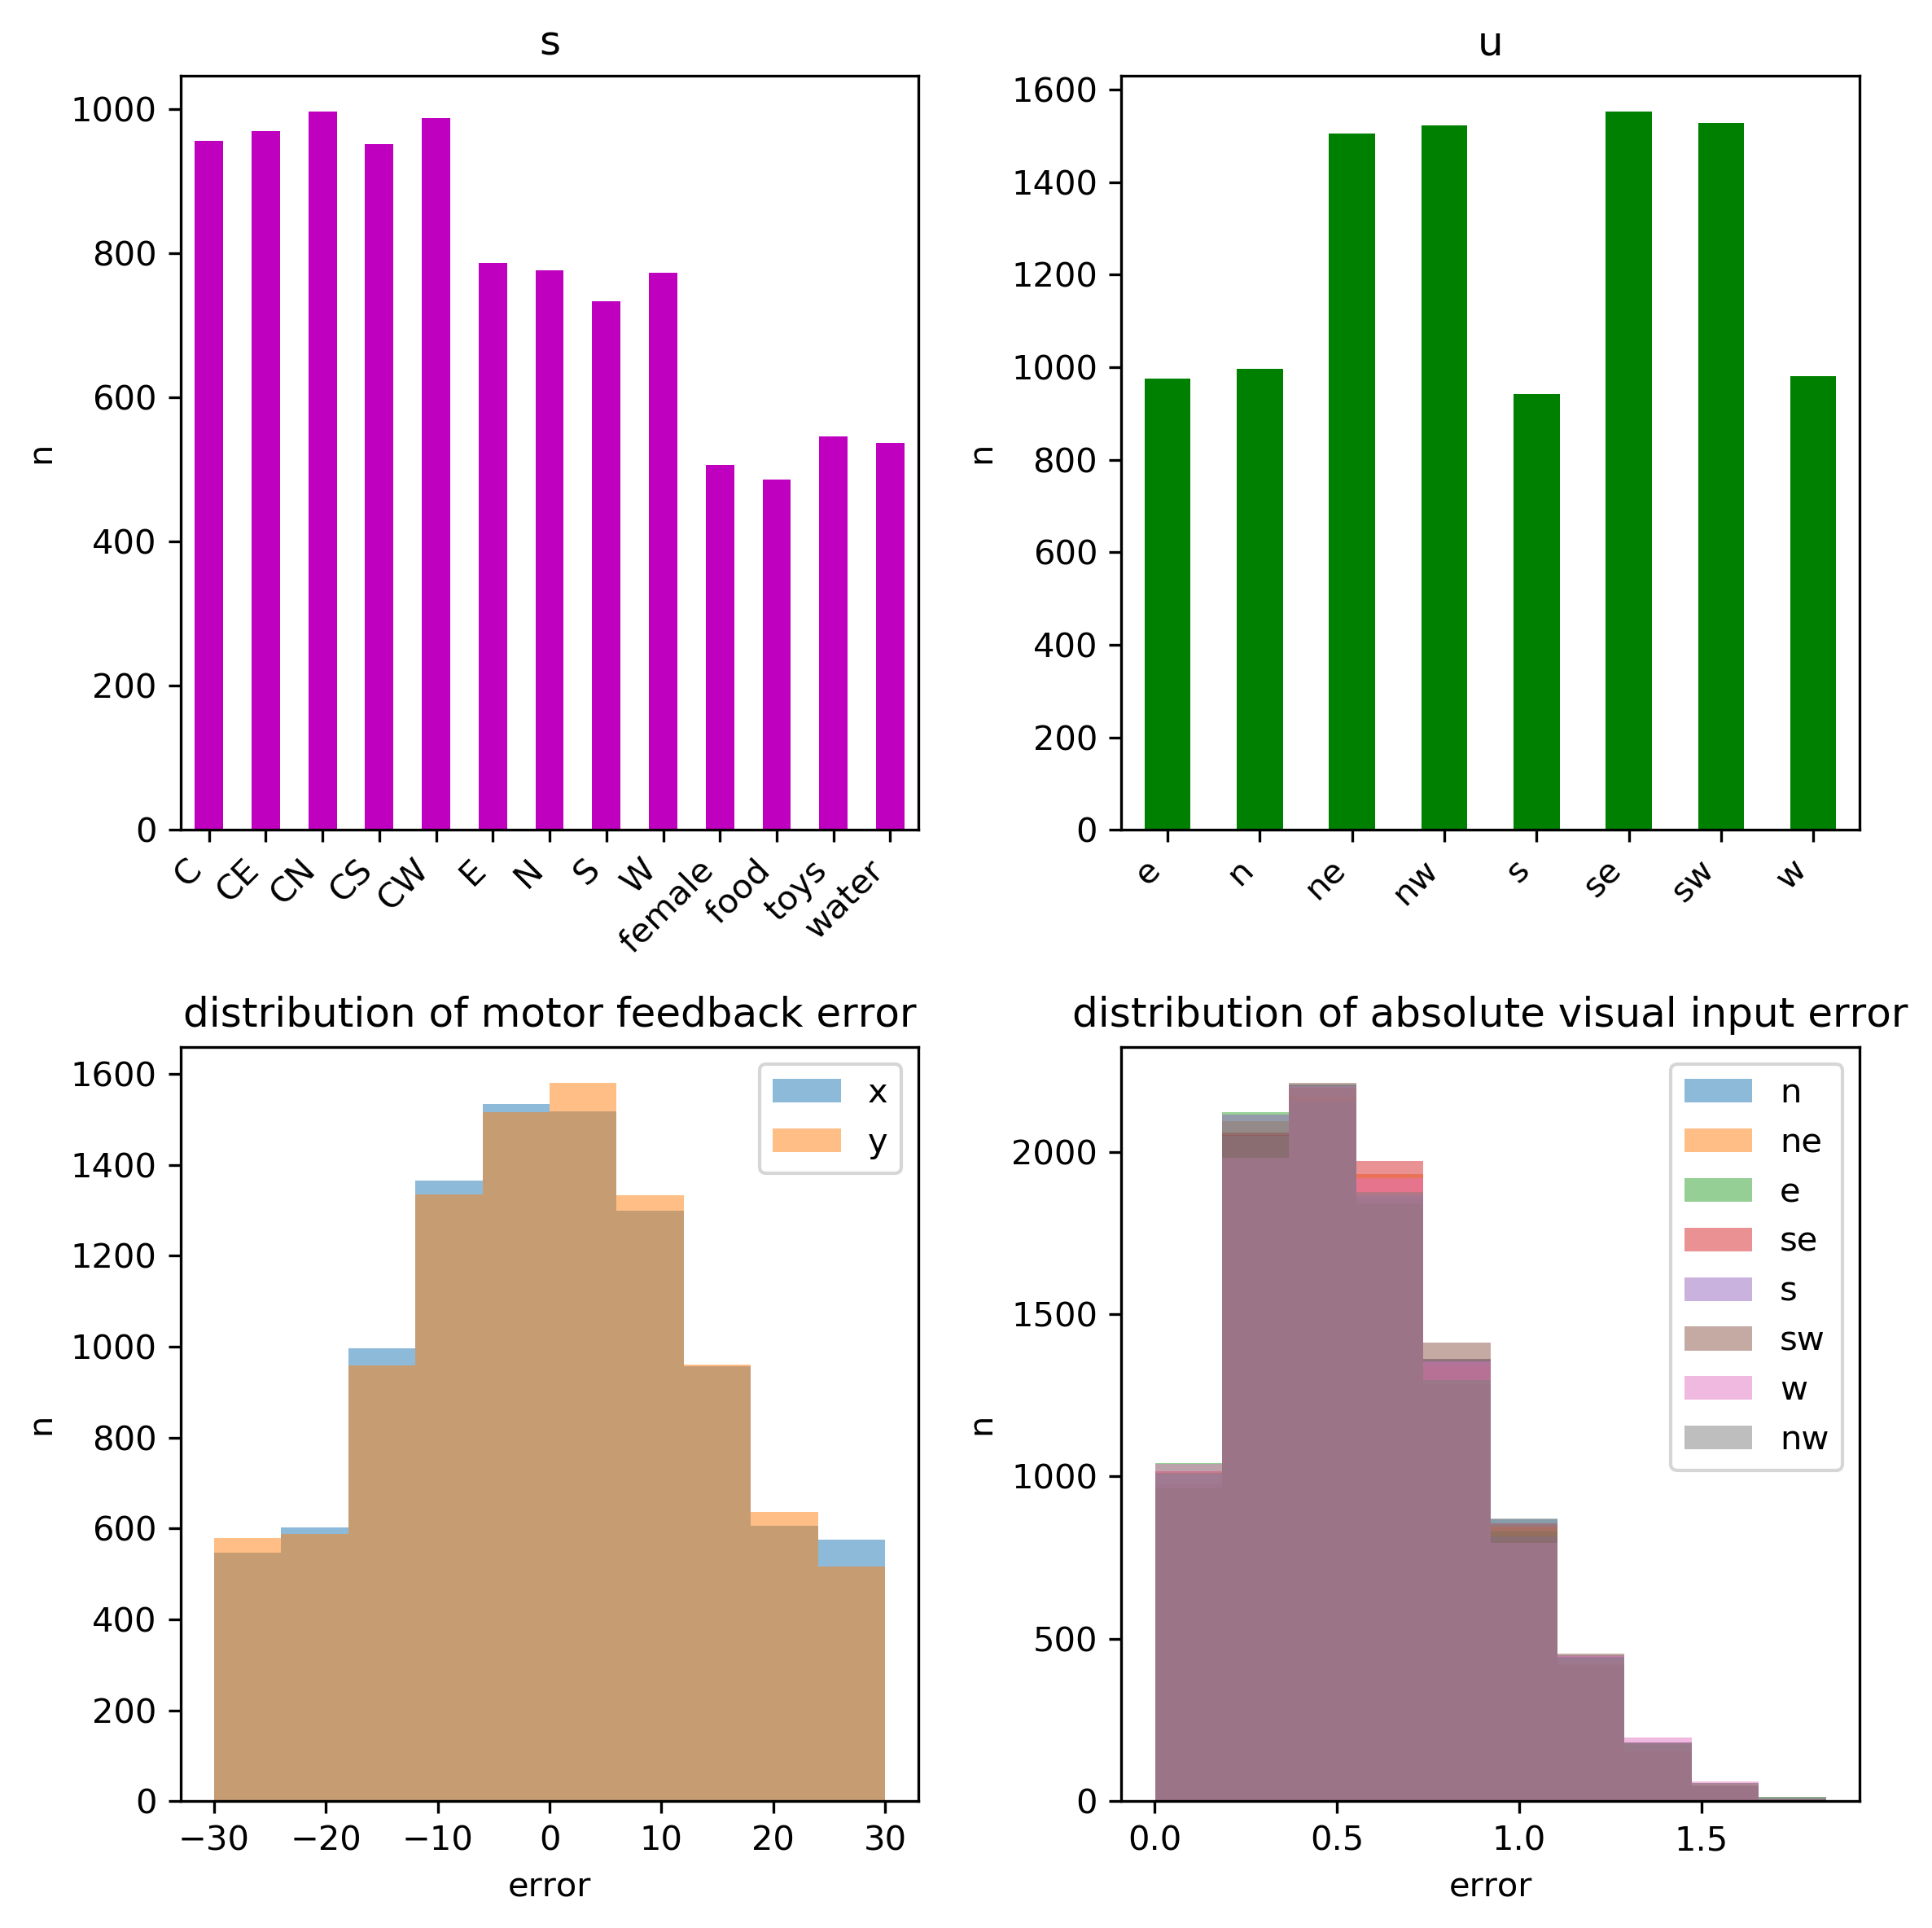 s
1000
800
600
400
200
0
n
C
CE
CN
CS
CW
E
N
S
W
female
food
toys
water
u
1600
1400
1200
1000
800
600
400
200
0
n
e
n
ne
nw
s
se
sw
w
distribution of motor feedback error
1600
1400
1200
1000
800
600
400
200
0
n
x
y
−30
−20
−10
0
10
20
30
error
distribution of absolute visual input error
2000
1500
1000
500
0
n
n
ne
e
se
s
sw
w
nw
0.0
0.5
1.0
1.5
error